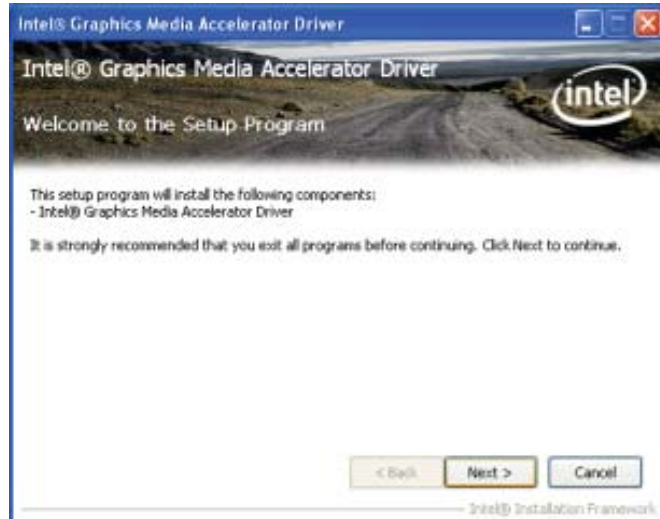 Intel® Graphics Media Accelerator Driver
Intel® Graphics Media Accelerator Driver
intel
Welcome to the Setup Program
This setup program will install the following components:
- Intel® Graphics Media Accelerator Driver
It is strongly recommended that you exit all programs before continuing. Click Next to continue.
< Back Next > Cancel
Intel® Installation Framework